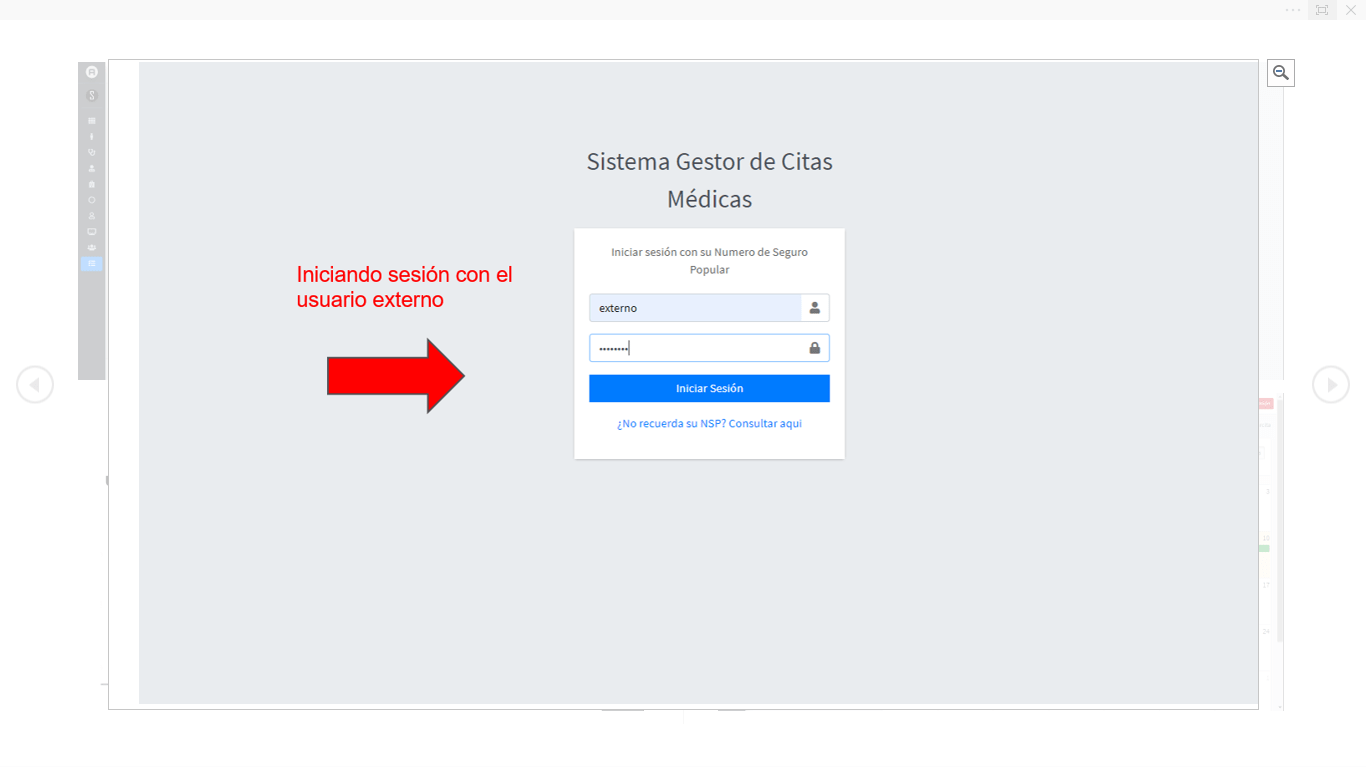 Sistema Gestor de Citas
Médicas
Iniciar sesión con su Numero de Seguro
Popular
Iniciando sesión con el
usuario externo
externo
••••••••
Iniciar Sesión
¿No recuerda su NSP? Consultar aqui